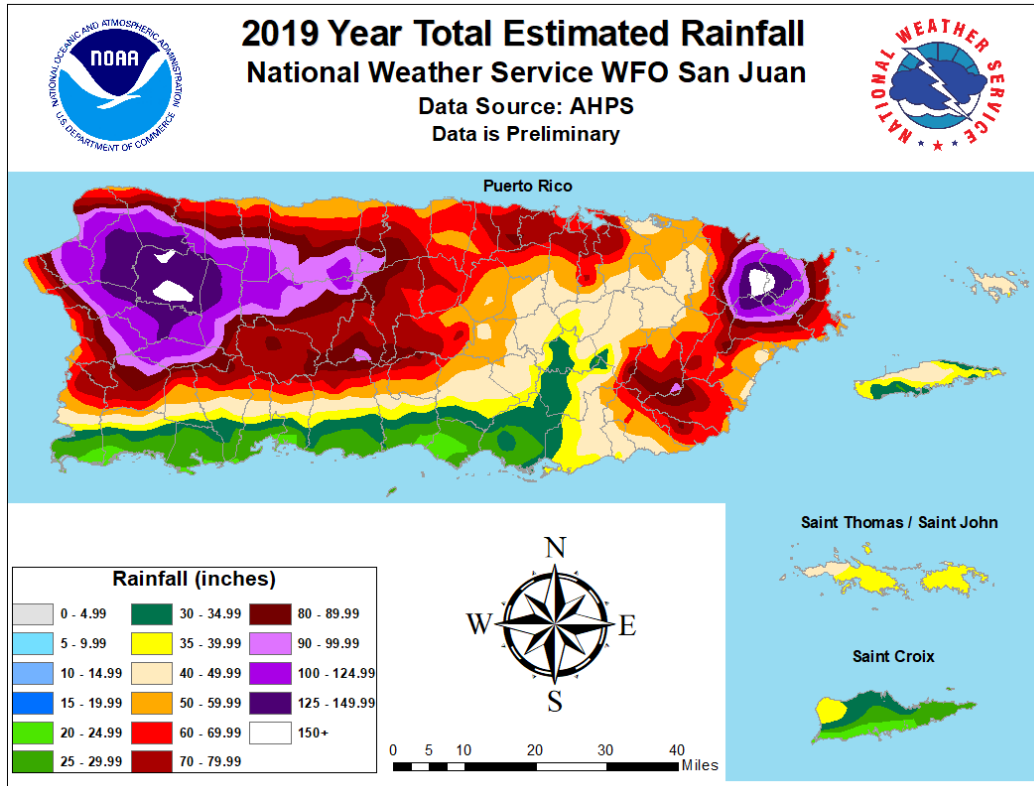 2019 Year Total Estimated Rainfall
National Weather Service WFO San Juan
Data Source: AHPS
Data is Preliminary
NATIONAL OCEANIC AND ATMOSPHERIC ADMINISTRATION
NOAA
U.S. DEPARTMENT OF COMMERCE
NATIONAL WEATHER SERVICE
Puerto Rico
Saint Thomas / Saint John
Saint Croix
Rainfall (inches)
0 - 4.99
5 - 9.99
10 - 14.99
15 - 19.99
20 - 24.99
25 - 29.99
30 - 34.99
35 - 39.99
40 - 49.99
50 - 59.99
60 - 69.99
70 - 79.99
80 - 89.99
90 - 99.99
100 - 124.99
125 - 149.99
150+
N
W E
S
0 5 10 20 30 40
Miles